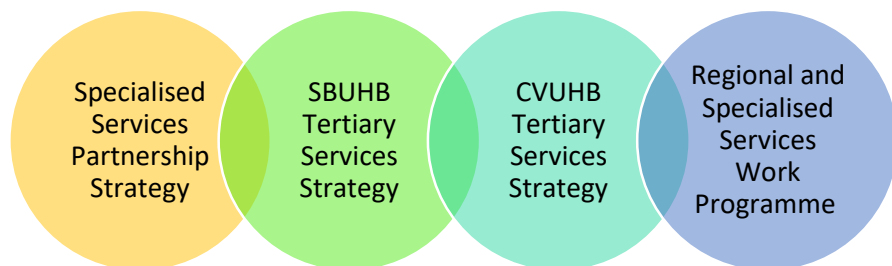 Specialised
Services
Partnership
Strategy
SBUHB
Tertiary
Services
Strategy
CVUHB
Tertiary
Services
Strategy
Regional and
Specialised
Services
Work
Programme